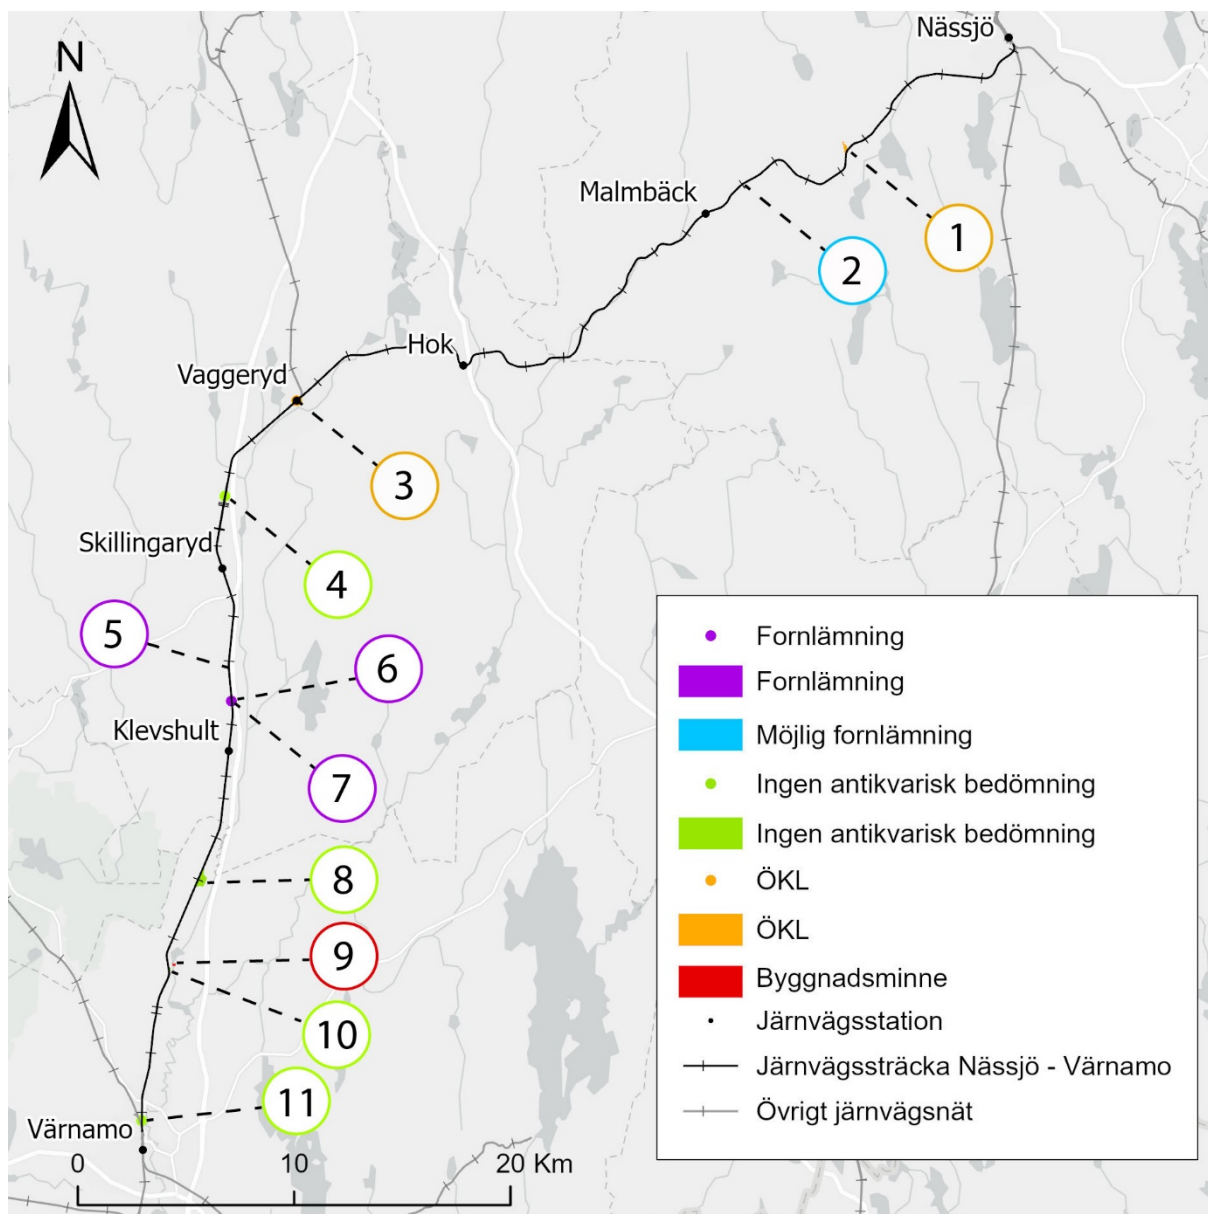 N
Nässjö
Malmbäck
1
2
Hok
Vaggeryd
3
Skillingaryd
4
5
6
Klevshult
7
8
9
10
11
Värnamo
0 10 20 Km
Fornlämning
Fornlämning
Möjlig fornlämning
Ingen antikvarisk bedömning
Ingen antikvarisk bedömning
ÖKL
ÖKL
Byggnadsminne
Järnvägsstation
Järnvägssträcka Nässjö - Värnamo
Övrigt järnvägsnät